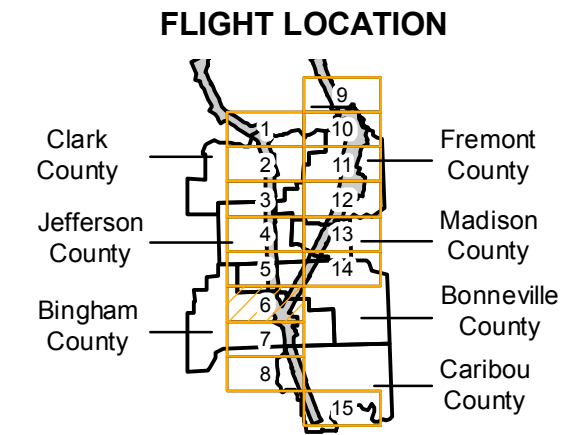 FLIGHT LOCATION
9
1
10
Clark
County
Fremont
County
2
11
3
12
Jefferson
County
4
13
Madison
County
5
14
6
Bingham
County
Bonneville
County
7
8
Caribou
County
15